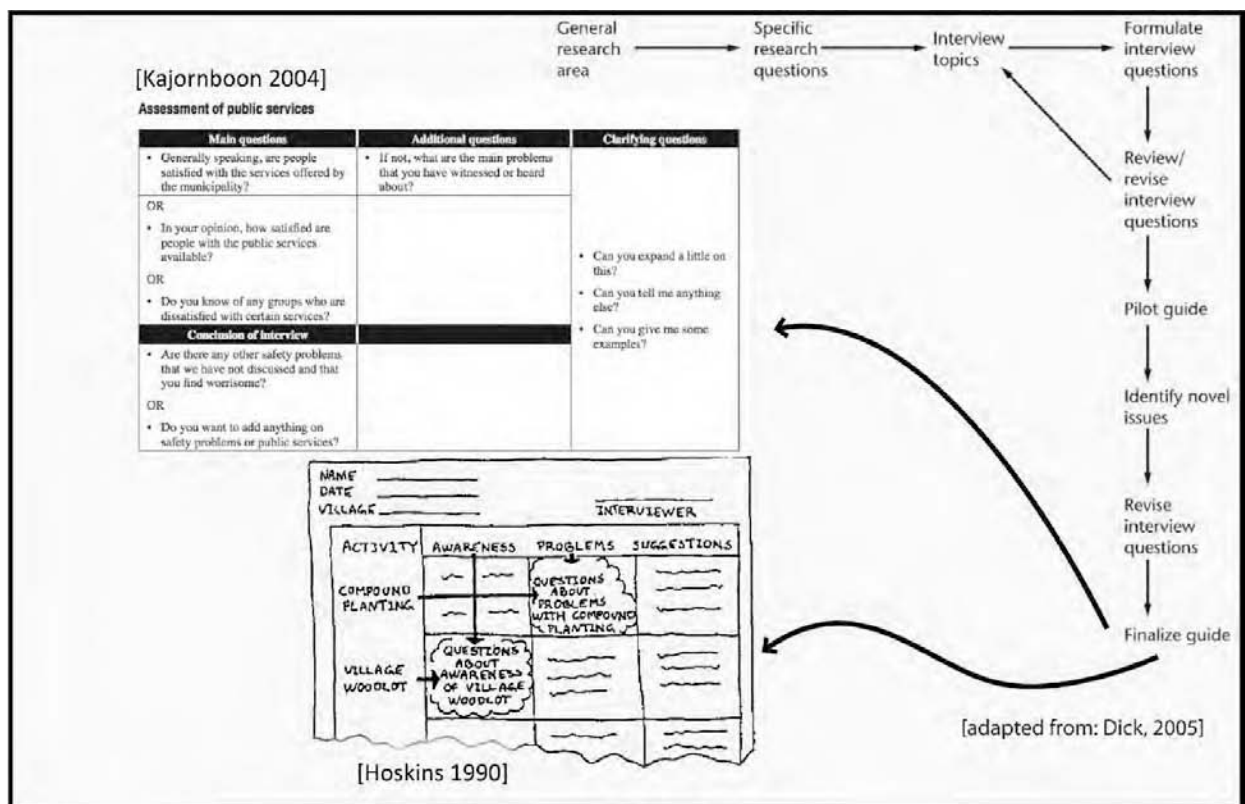 General
research
area
Specific
research
questions
Interview
topics
Formulate
interview
questions
[Kajornboon 2004]
Assessment of public services
Main questions
Additional questions
Clarifying questions
• Generally speaking, are people
satisfied with the services offered by
the municipality?
• If not, what are the main problems
that you have witnessed or heard
about?
OR
• In your opinion, how satisfied are
people with the public services
available?
OR
• Do you know of any groups who are
dissatisfied with certain services?
• Can you expand a little on
this?
• Can you tell me anything
else?
• Can you give me some
examples?
Conclusion of interview
• Are there any other safety problems
that we have not discussed and that
you find worrisome?
OR
• Do you want to add anything on
safety problems or public services?
Review/
revise
interview
questions
Pilot guide
Identify novel
issues
Revise
interview
questions
Finalize guide
[adapted from: Dick, 2005]
NAME
DATE
VILLAGE
INTERVIEWER
ACTIVITY
AWARENESS
PROBLEMS
SUGGESTIONS
COMPOUND
PLANTING
QUESTIONS
ABOUT
PROBLEMS
WITH COMPOUND
PLANTING
VILLAGE
WOODLOT
QUESTIONS
ABOUT
AWARENESS
OF VILLAGE
WOODLOT
[Hoskins 1990]